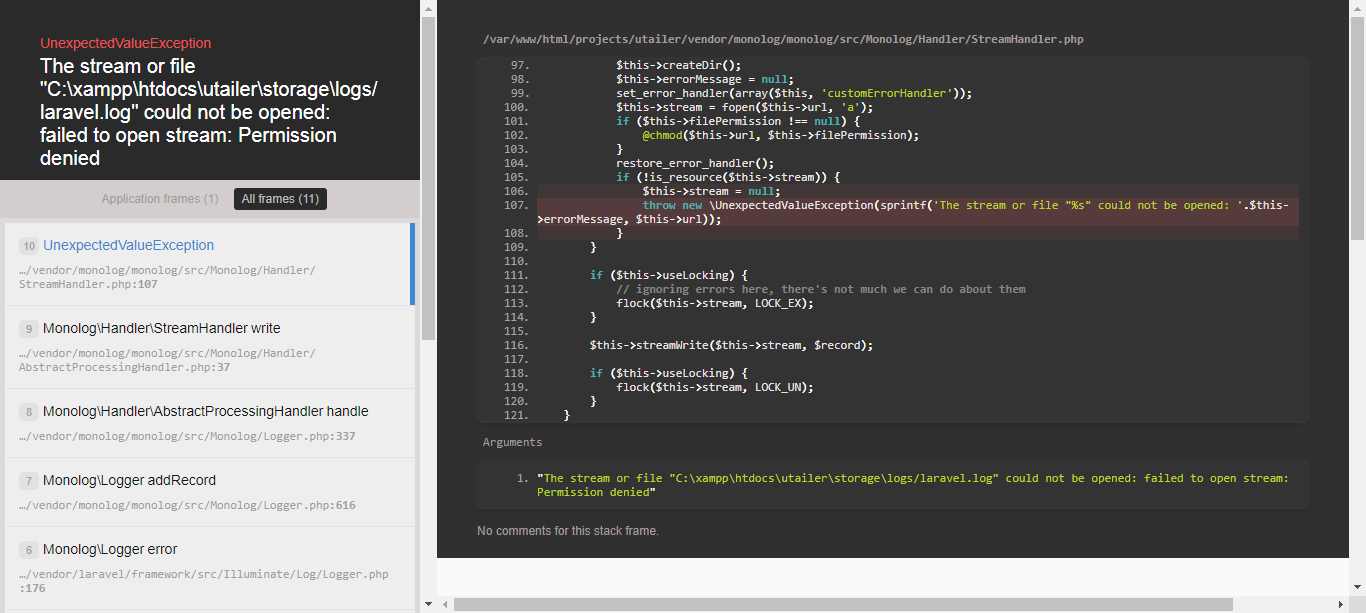 UnexpectedValueException
The stream or file
"C:\xampp\htdocs\utailer\storage\logs/
laravel.log" could not be opened:
failed to open stream: Permission
denied
Application frames (1)
All frames (11)
10 UnexpectedValueException
…/vendor/monolog/monolog/src/Monolog/Handler/
StreamHandler.php:107
9 Monolog\Handler\StreamHandler write
…/vendor/monolog/monolog/src/Monolog/Handler/
AbstractProcessingHandler.php:37
8 Monolog\Handler\AbstractProcessingHandler handle
…/vendor/monolog/monolog/src/Monolog/Logger.php:337
7 Monolog\Logger addRecord
…/vendor/monolog/monolog/src/Monolog/Logger.php:616
6 Monolog\Logger error
…/vendor/laravel/framework/src/Illuminate/Log/Logger.php
:176
/var/www/html/projects/utailer/vendor/monolog/monolog/src/Monolog/Handler/StreamHandler.php
97.             $this->createDir();
98.             $this->errorMessage = null;
99.             set_error_handler(array($this, 'customErrorHandler'));
100.             $this->stream = fopen($this->url, 'a');
101.             if ($this->filePermission !== null) {
102.                 @chmod($this->url, $this->filePermission);
103.             }
104.             restore_error_handler();
105.             if (!is_resource($this->stream)) {
106.                 $this->stream = null;
107.                 throw new \UnexpectedValueException(sprintf('The stream or file "%s" could not be opened: '.$this-
>errorMessage, $this->url));
108.             }
109.         }
110.
111.         if ($this->useLocking) {
112.             // ignoring errors here, there's not much we can do about them
113.             flock($this->stream, LOCK_EX);
114.         }
115.
116.         $this->streamWrite($this->stream, $record);
117.
118.         if ($this->useLocking) {
119.             flock($this->stream, LOCK_UN);
120.         }
121.     }
Arguments
1. "The stream or file "C:\xampp\htdocs\utailer\storage\logs/laravel.log" could not be opened: failed to open stream:
Permission denied"
No comments for this stack frame.